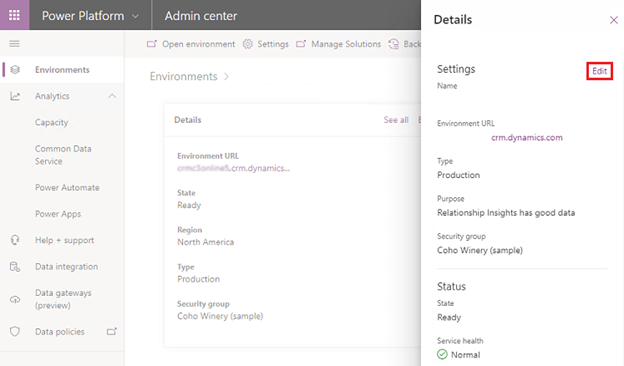 Power Platform
Admin center
Environments
Analytics
Capacity
Common Data
Service
Power Automate
Power Apps
Help + support
Data integration
Data gateways
(preview)
Data policies
Open environment
Settings
Manage Solutions
Back
Environments
Details
See all
Environment URL
.crm.dynamics...
State
Ready
Region
North America
Type
Production
Security group
Coho Winery (sample)
Details
Settings
Edit
Name
Environment URL
crm.dynamics.com
Type
Production
Purpose
Relationship Insights has good data
Security group
Coho Winery (sample)
Status
State
Ready
Service health
Normal